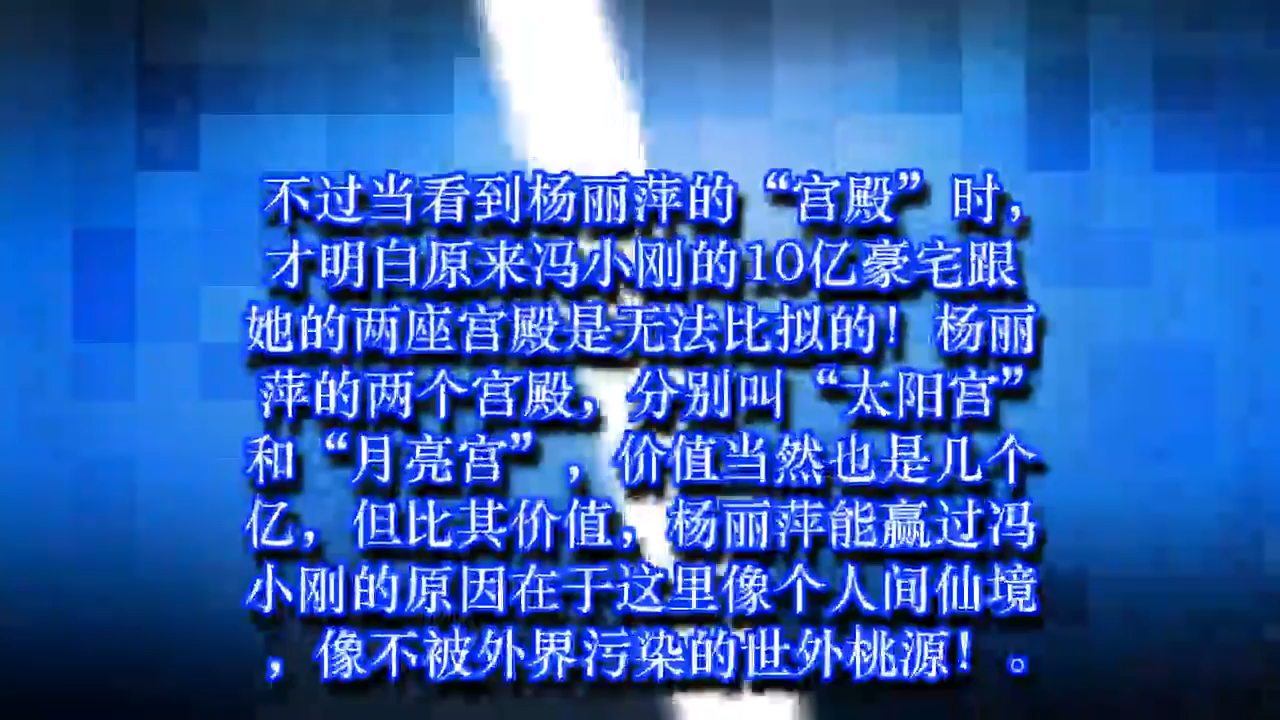 不过当看到杨丽萍的“宫殿”时，
才明白原来冯小刚的10亿豪宅跟
她的两座宫殿是无法比拟的！杨丽
萍的两个宫殿，分别叫“太阳宫”
和“月亮宫”，价值当然也是几个
亿，但比其价值，杨丽萍能赢过冯
小刚的原因在于这里像个人间仙境
，像不被外界污染的世外桃源！。